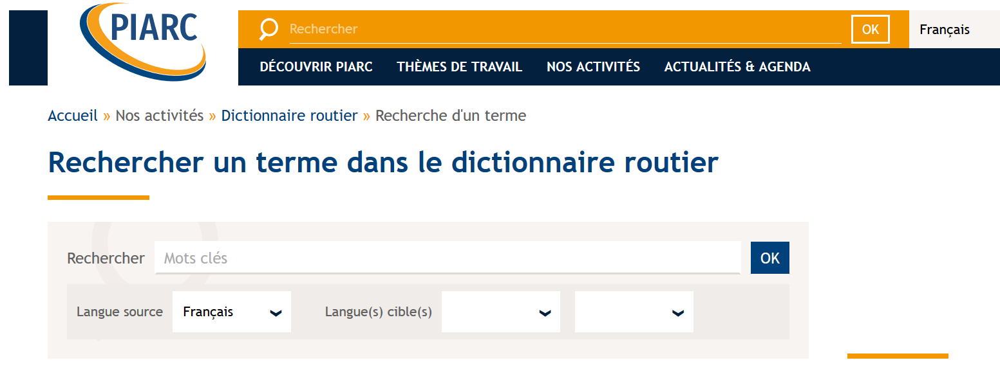 PIARC
Rechercher OK Français
DÉCOUVRIR PIARC THÈMES DE TRAVAIL NOS ACTIVITÉS ACTUALITÉS & AGENDA
Accueil » Nos activités » Dictionnaire routier » Recherche d'un terme
Rechercher un terme dans le dictionnaire routier
Rechercher Mots clés OK
Langue source Français Langue(s) cible(s)